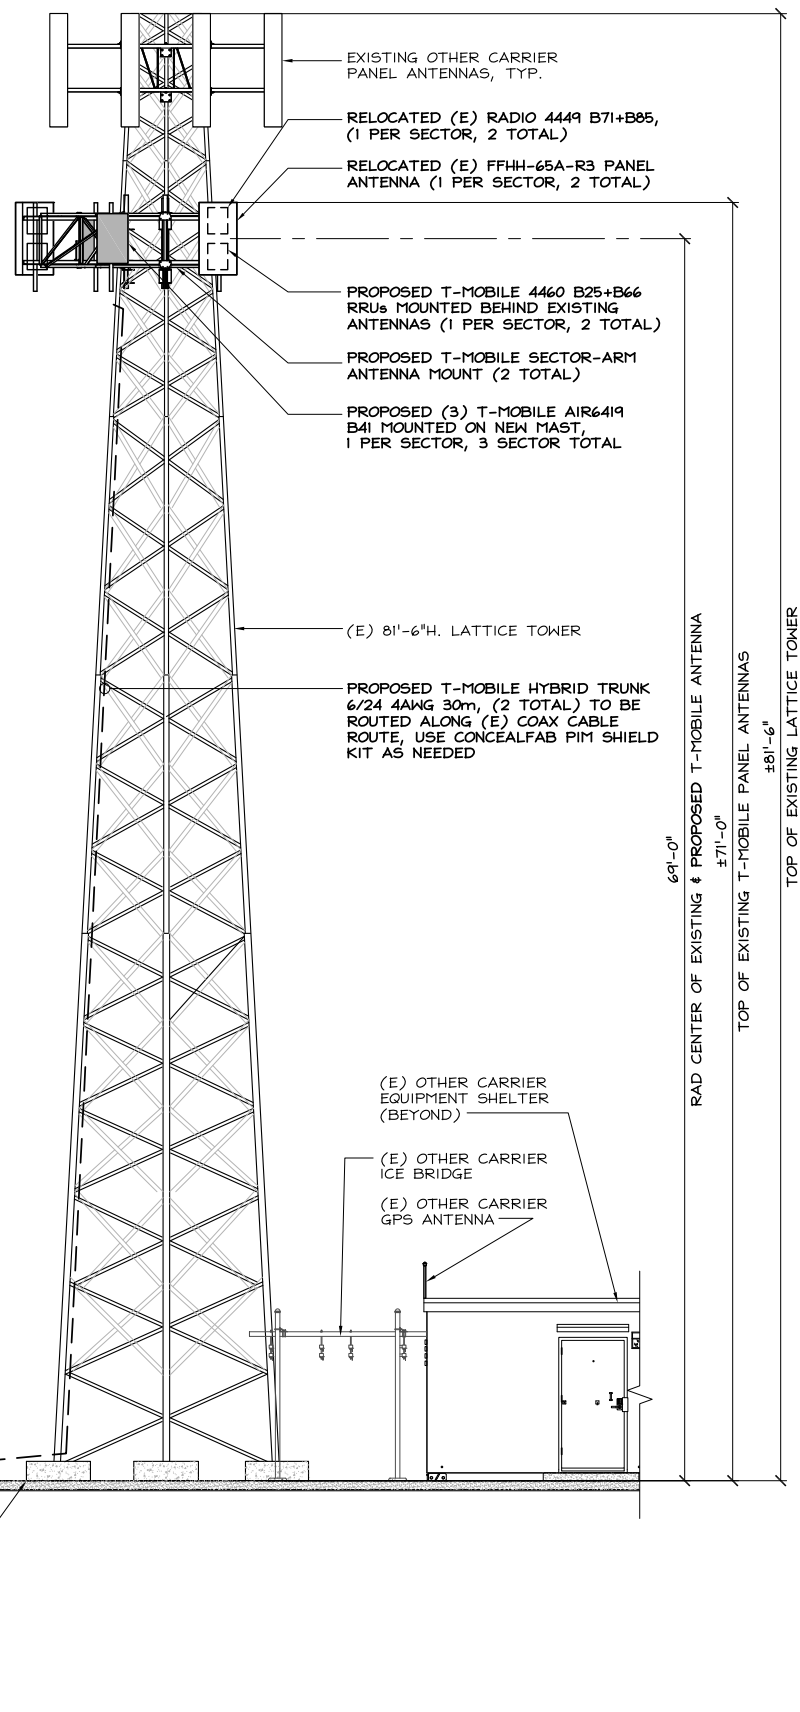 EXISTING OTHER CARRIER
PANEL ANTENNAS, TYP.
RELOCATED (E) RADIO 4449 B71+B85,
(1 PER SECTOR, 2 TOTAL)
RELOCATED (E) FFHH-65A-R3 PANEL
ANTENNA (1 PER SECTOR, 2 TOTAL)
PROPOSED T-MOBILE 4460 B25+B66
RRUs MOUNTED BEHIND EXISTING
ANTENNAS (1 PER SECTOR, 2 TOTAL)
PROPOSED T-MOBILE SECTOR-ARM
ANTENNA MOUNT (2 TOTAL)
PROPOSED (3) T-MOBILE AIR6419
B41 MOUNTED ON NEW MAST,
1 PER SECTOR, 3 SECTOR TOTAL
(E) 81'-6"H. LATTICE TOWER
PROPOSED T-MOBILE HYBRID TRUNK
6/24 4AWG 30m, (2 TOTAL) TO BE
ROUTED ALONG (E) COAX CABLE
ROUTE, USE CONCEALFAB PIM SHIELD
KIT AS NEEDED
69'-0"
RAD CENTER OF EXISTING & PROPOSED T-MOBILE ANTENNA
±71'-0"
TOP OF EXISTING T-MOBILE PANEL ANTENNAS
±81'-6"
TOP OF EXISTING LATTICE TOWER
(E) OTHER CARRIER
EQUIPMENT SHELTER
(BEYOND)
(E) OTHER CARRIER
ICE BRIDGE
(E) OTHER CARRIER
GPS ANTENNA